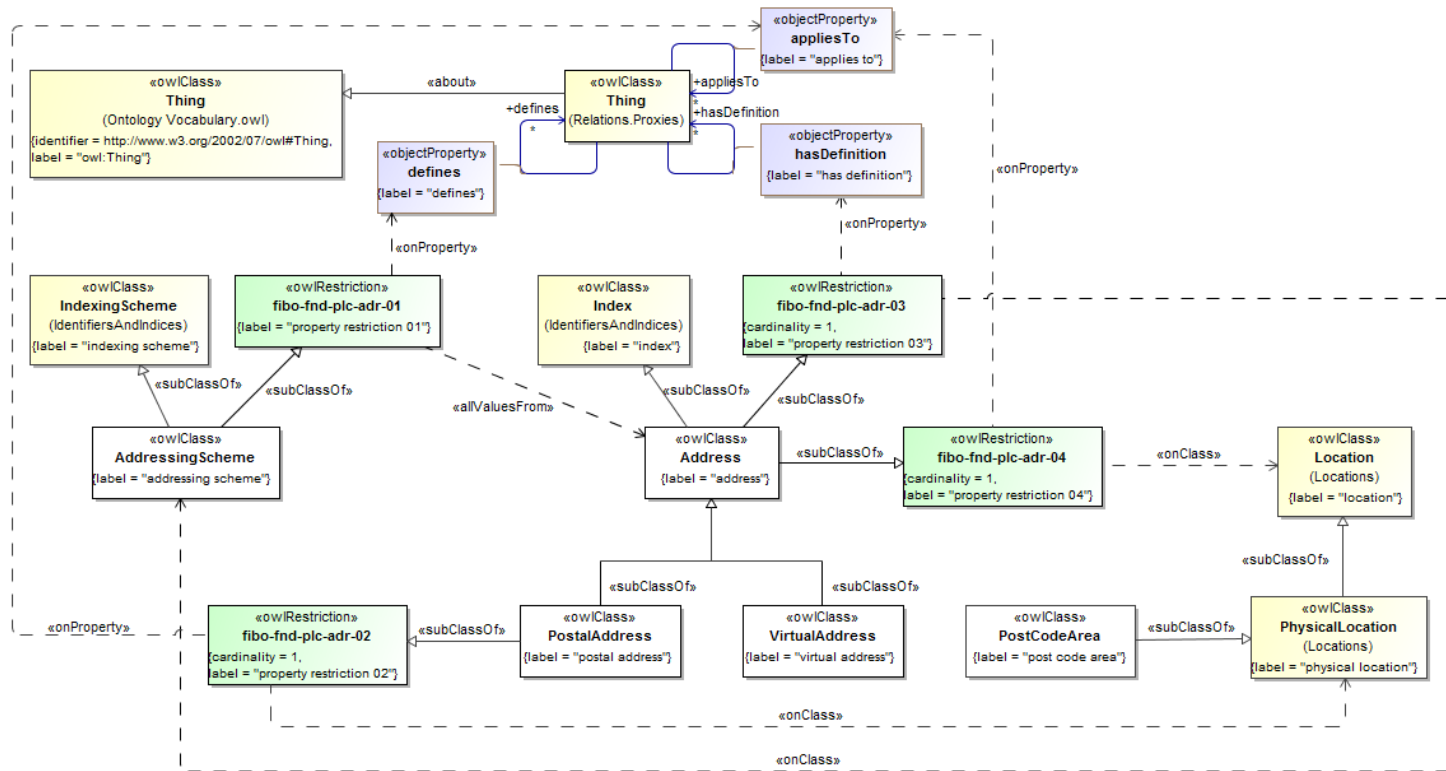 «objectProperty»
appliesTo
{label = "applies to"}
«owlClass»
Thing
(Ontology Vocabulary.owl)
{identifier = http://www.w3.org/2002/07/owl#Thing,
label = "owl:Thing"}
«about»
«owlClass»
Thing
(Relations.Proxies)
+appliesTo
*
+defines
*
+hasDefinition
*
«objectProperty»
defines
{label = "defines"}
«objectProperty»
hasDefinition
{label = "has definition"}
«onProperty»
«onProperty»
«onProperty»
«owlClass»
IndexingScheme
(IdentifiersAndIndices)
{label = "indexing scheme"}
«owlRestriction»
fibo-fnd-plc-adr-01
{label = "property restriction 01"}
«owlClass»
Index
(IdentifiersAndIndices)
{label = "index"}
«owlRestriction»
fibo-fnd-plc-adr-03
{cardinality = 1,
label = "property restriction 03"}
«subClassOf»
«subClassOf»
«allValuesFrom»
«subClassOf»
«subClassOf»
«owlClass»
AddressingScheme
{label = "addressing scheme"}
«owlClass»
Address
{label = "address"}
«subClassOf»
«owlRestriction»
fibo-fnd-plc-adr-04
{cardinality = 1,
label = "property restriction 04"}
«onClass»
«owlClass»
Location
(Locations)
{label = "location"}
«subClassOf»
«subClassOf»
«subClassOf»
«onProperty»
«owlRestriction»
fibo-fnd-plc-adr-02
{cardinality = 1,
label = "property restriction 02"}
«subClassOf»
«owlClass»
PostalAddress
{label = "postal address"}
«owlClass»
VirtualAddress
{label = "virtual address"}
«owlClass»
PostCodeArea
{label = "post code area"}
«subClassOf»
«owlClass»
PhysicalLocation
(Locations)
{label = "physical location"}
«onClass»
«onClass»